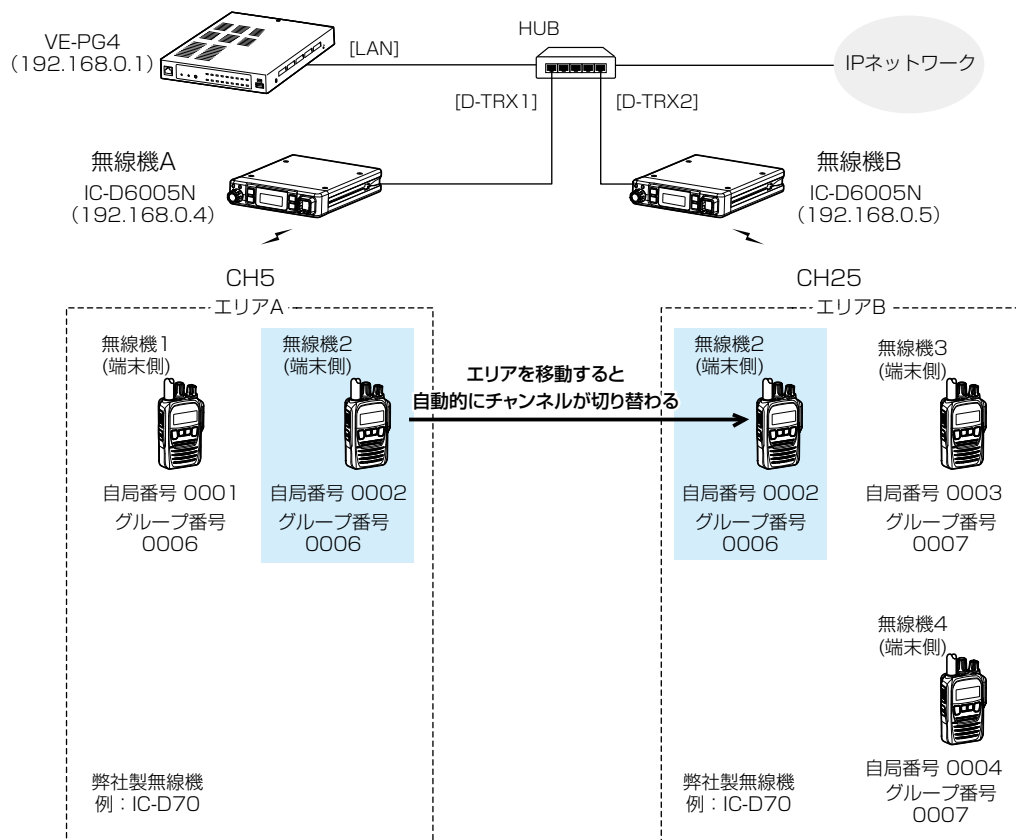 VE-PG4
（192.168.0.1）
[LAN]
HUB
IPネットワーク
[D-TRX1]
[D-TRX2]
無線機A
IC-D6005N
（192.168.0.4）
無線機B
IC-D6005N
（192.168.0.5）
CH5
エリアA
CH25
エリアB
無線機1
(端末側)
自局番号 0001
グループ番号
0006
無線機2
(端末側)
自局番号 0002
グループ番号
0006
エリアを移動すると
自動的にチャンネルが切り替わる
無線機2
(端末側)
自局番号 0002
グループ番号
0006
無線機3
(端末側)
自局番号 0003
グループ番号
0007
無線機4
(端末側)
自局番号 0004
グループ番号
0007
弊社製無線機
例：IC-D70
弊社製無線機
例：IC-D70